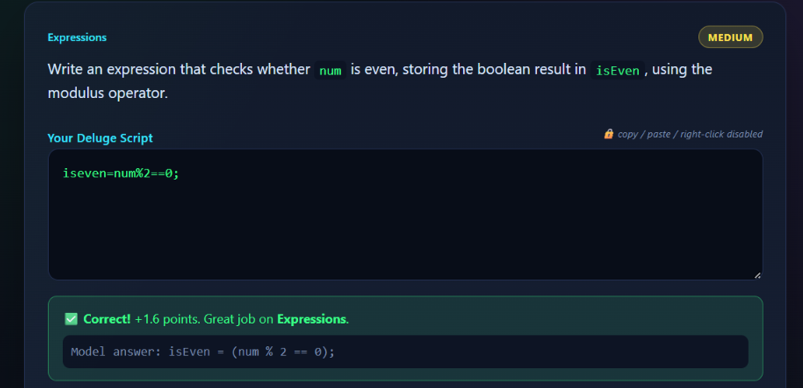 Expressions
MEDIUM
Write an expression that checks whether num is even, storing the boolean result in isEven, using the
modulus operator.
Your Deluge Script
🔒 copy / paste / right-click disabled
iseven=num%2==0;
✅ Correct! +1.6 points. Great job on Expressions.
Model answer: isEven = (num % 2 == 0);